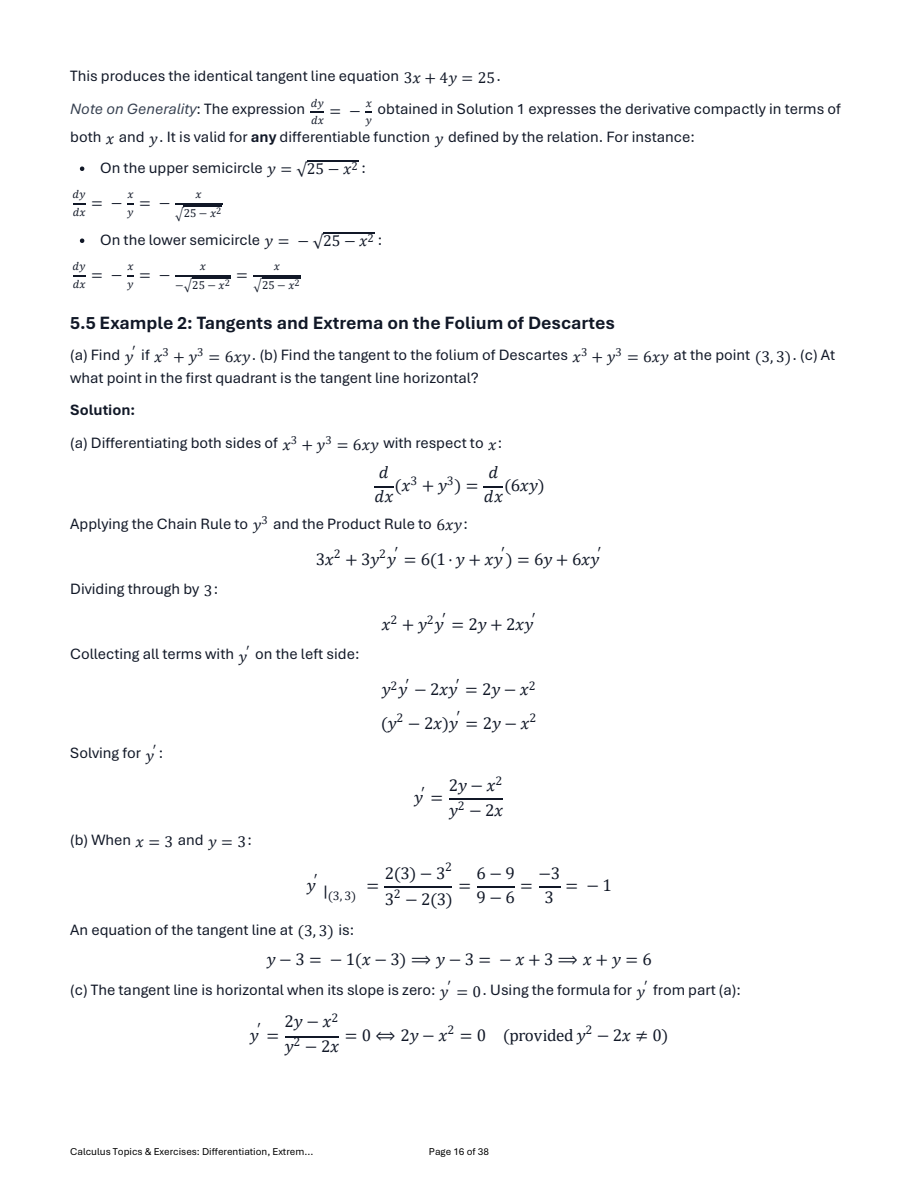 This produces the identical tangent line equation 3x + 4y = 25.
Note on Generality: The expression dy/dx = − x/y obtained in Solution 1 expresses the derivative compactly in terms of
both x and y. It is valid for any differentiable function y defined by the relation. For instance:
• On the upper semicircle y = √(25 − x²):
dy/dx = − x/y = − x/√(25 − x²)
• On the lower semicircle y = − √(25 − x²):
dy/dx = − x/y = − x/(−√(25 − x²)) = x/√(25 − x²)
5.5 Example 2: Tangents and Extrema on the Folium of Descartes
(a) Find y′ if x³ + y³ = 6xy. (b) Find the tangent to the folium of Descartes x³ + y³ = 6xy at the point (3, 3). (c) At
what point in the first quadrant is the tangent line horizontal?
Solution:
(a) Differentiating both sides of x³ + y³ = 6xy with respect to x:
d/dx(x³ + y³) = d/dx(6xy)
Applying the Chain Rule to y³ and the Product Rule to 6xy:
3x² + 3y²y′ = 6(1 · y + xy′) = 6y + 6xy′
Dividing through by 3:
x² + y²y′ = 2y + 2xy′
Collecting all terms with y′ on the left side:
y²y′ − 2xy′ = 2y − x²
(y² − 2x)y′ = 2y − x²
Solving for y′:
y′ = (2y − x²)/(y² − 2x)
(b) When x = 3 and y = 3:
y′ |(3, 3) = (2(3) − 3²)/(3² − 2(3)) = (6 − 9)/(9 − 6) = −3/3 = − 1
An equation of the tangent line at (3, 3) is:
y − 3 = − 1(x − 3) ⟹ y − 3 = − x + 3 ⟹ x + y = 6
(c) The tangent line is horizontal when its slope is zero: y′ = 0. Using the formula for y′ from part (a):
y′ = (2y − x²)/(y² − 2x) = 0 ⇔ 2y − x² = 0 (provided y² − 2x ≠ 0)
Calculus Topics & Exercises: Differentiation, Extrem... Page 16 of 38